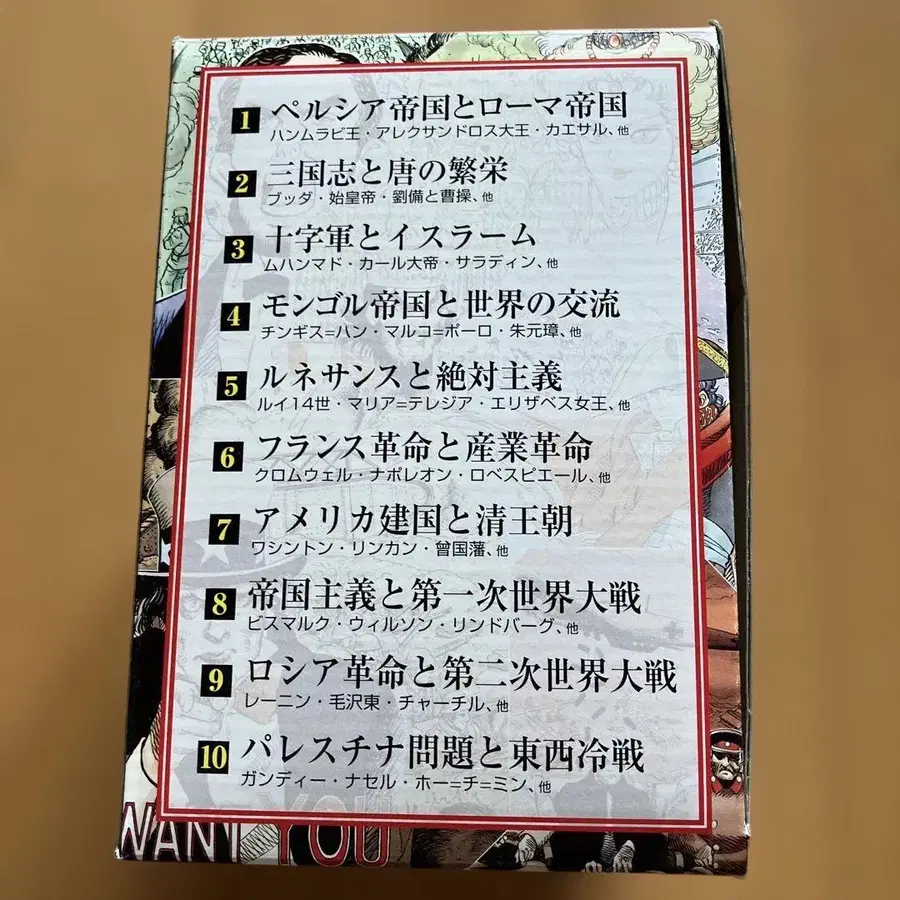 1 ペルシア帝国とローマ帝国
ハンムラビ王・アレクサンドロス大王・カエサル、他
2 三国志と唐の繁栄
ブッダ・始皇帝・劉備と曹操、他
3 十字軍とイスラーム
ムハンマド・カール大帝・サラディン、他
4 モンゴル帝国と世界の交流
チンギス=ハン・マルコ=ポーロ・朱元璋、他
5 ルネサンスと絶対主義
ルイ14世・マリア=テレジア・エリザベス女王、他
6 フランス革命と産業革命
クロムウェル・ナポレオン・ロベスピエール、他
7 アメリカ建国と清王朝
ワシントン・リンカン・曾国藩、他
8 帝国主義と第一次世界大戦
ビスマルク・ウィルソン・リンドバーグ、他
9 ロシア革命と第二次世界大戦
レーニン・毛沢東・チャーチル、他
10 パレスチナ問題と東西冷戦
ガンディー・ナセル・ホー=チ=ミン、他
WANT YOU